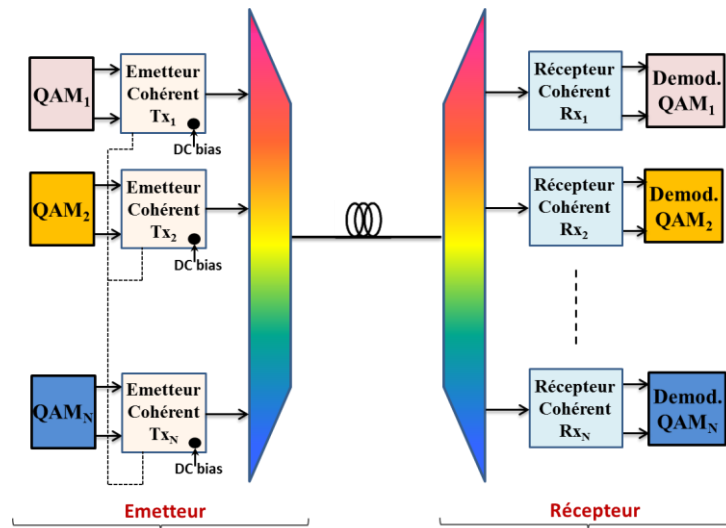 QAM1
Emetteur
Cohérent
Tx1
DC bias
QAM2
Emetteur
Cohérent
Tx2
DC bias
QAMN
Emetteur
Cohérent
TxN
DC bias
Récepteur
Cohérent
Rx1
Demod.
QAM1
Récepteur
Cohérent
Rx2
Demod.
QAM2
Récepteur
Cohérent
RxN
Demod.
QAMN
Emetteur
Récepteur